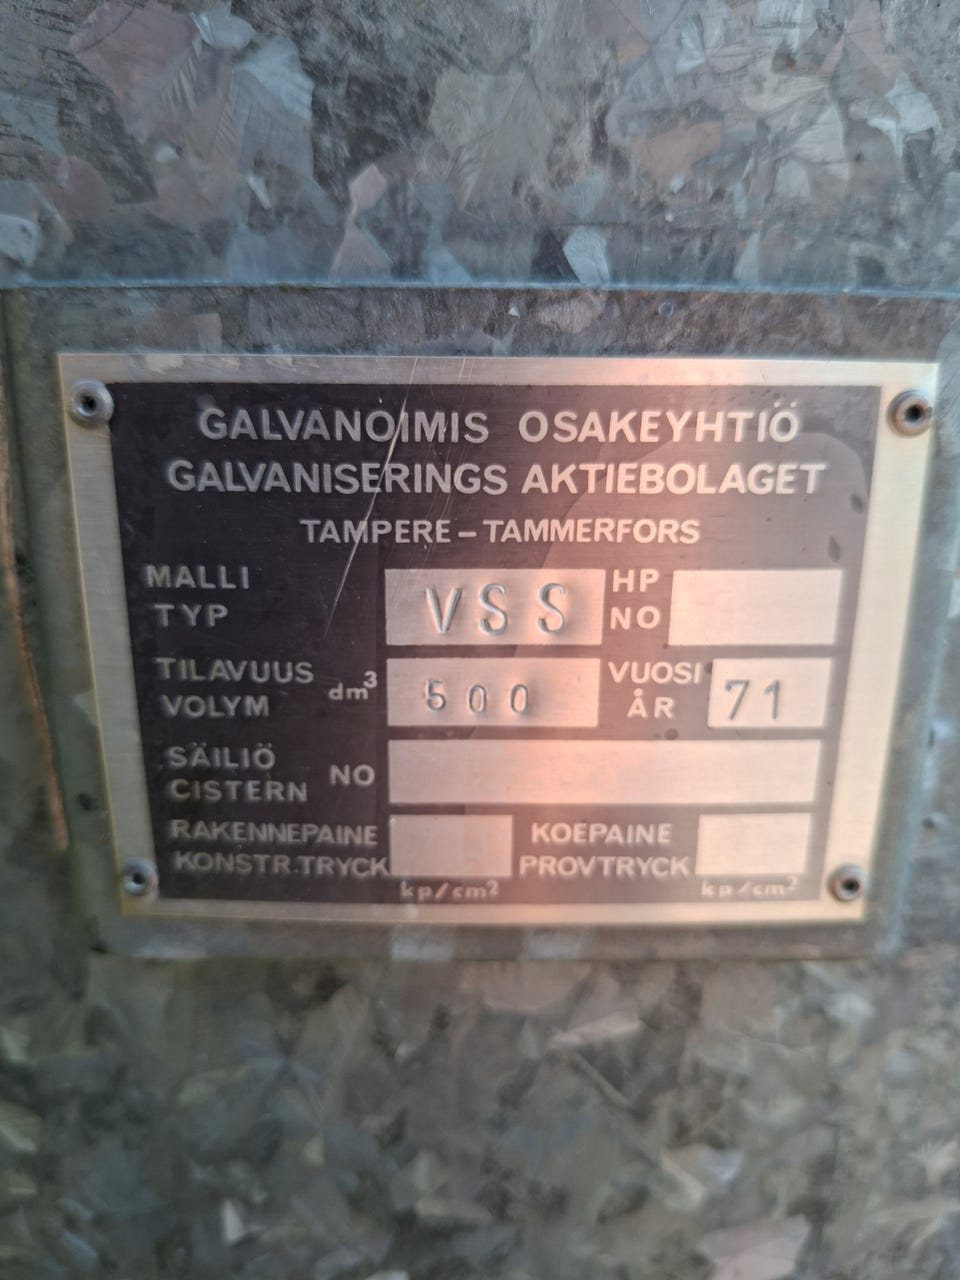 GALVANOIMIS OSAKEYHTIÖ
GALVANISERINGS AKTIEBOLAGET
TAMPERE – TAMMERFORS
MALLI
TYP
VSS
HP
NO
TILAVUUS
VOLYM
dm³
500
VUOSI
ÅR
71
SÄILIÖ
CISTERN
NO
RAKENNEPAINE
KONSTR.TRYCK
kp/cm²
KOEPAINE
PROVTRYCK
kp/cm²